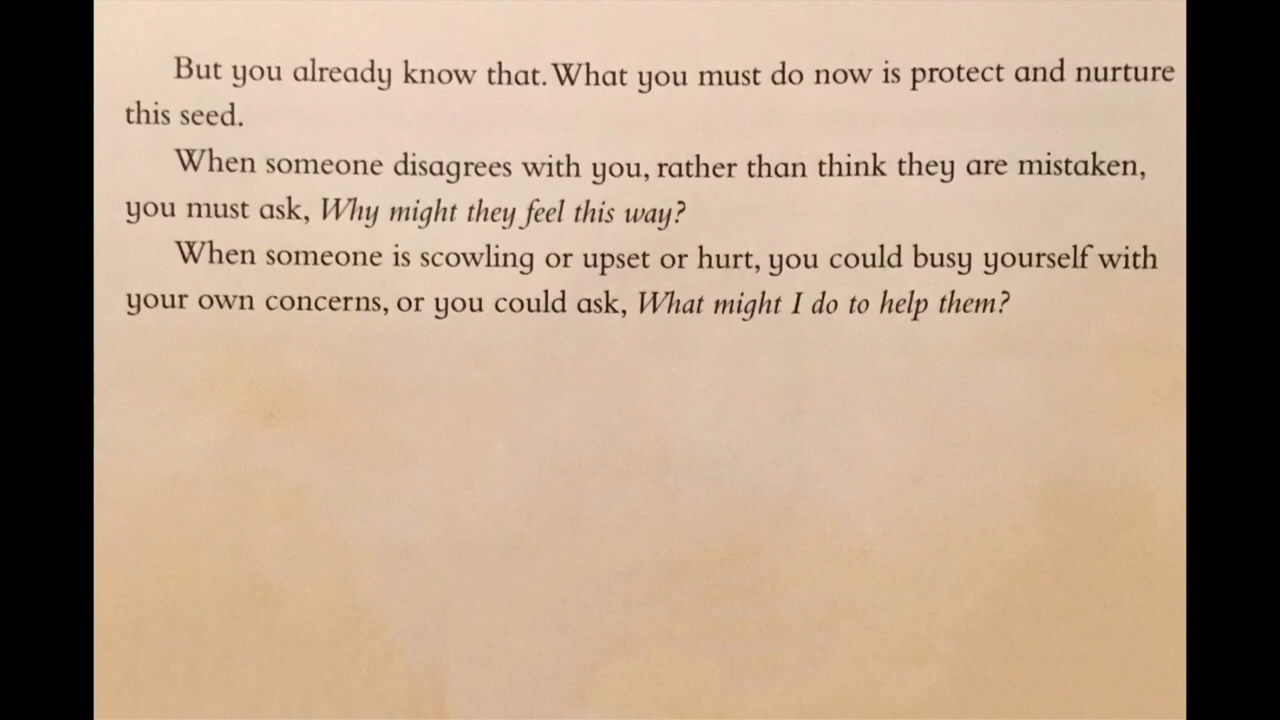 But you already know that. What you must do now is protect and nurture
this seed.
When someone disagrees with you, rather than think they are mistaken,
you must ask, Why might they feel this way?
When someone is scowling or upset or hurt, you could busy yourself with
your own concerns, or you could ask, What might I do to help them?